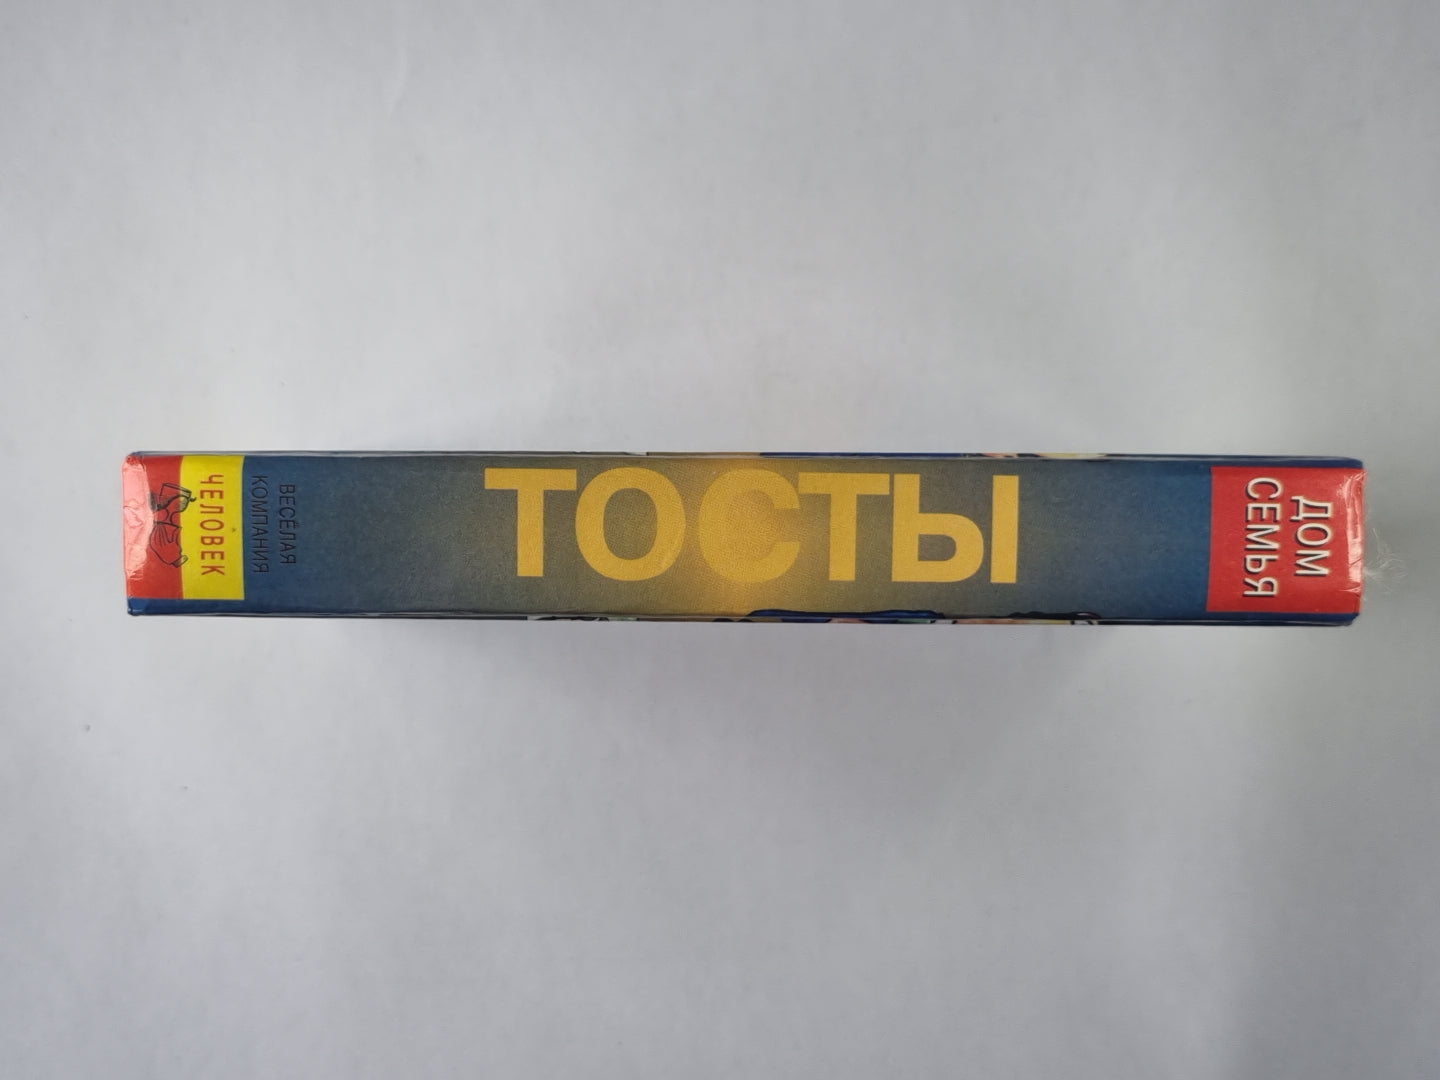 ЧЕЛОВЕК
ВЕСЁЛАЯ
КОМПАНИЯ
ТОСТЫ
ДОМ
СЕМЬЯ